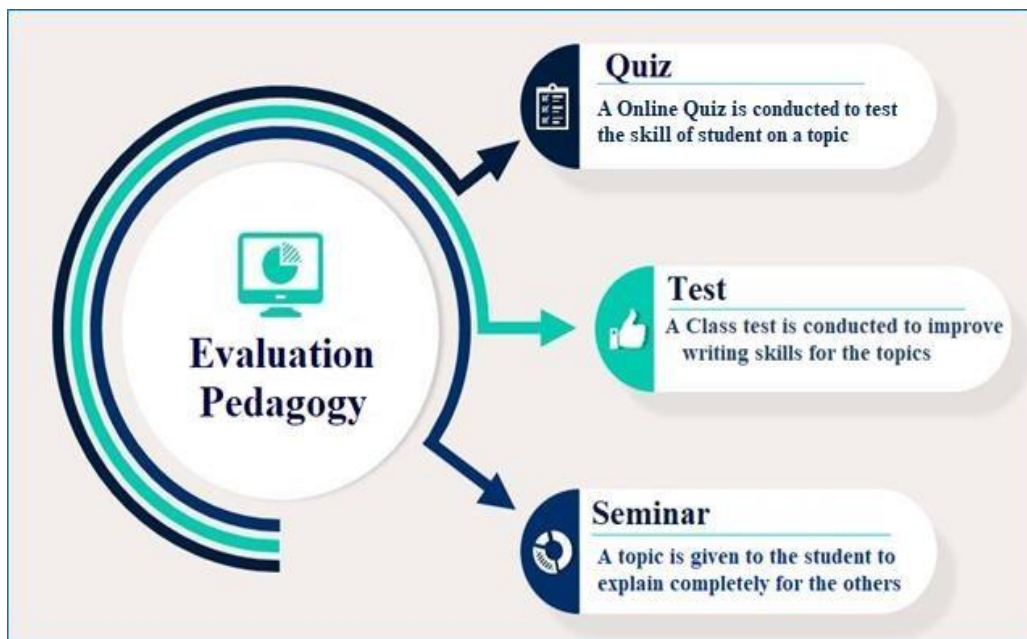 Evaluation
Pedagogy
Quiz
A Online Quiz is conducted to test
the skill of student on a topic
Test
A Class test is conducted to improve
writing skills for the topics
Seminar
A topic is given to the student to
explain completely for the others